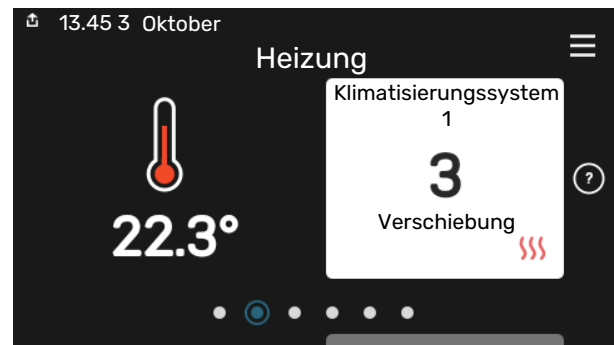 13.45 3 Oktober
Heizung
Klimatisierungssystem
1
3
Verschiebung
22.3°
?